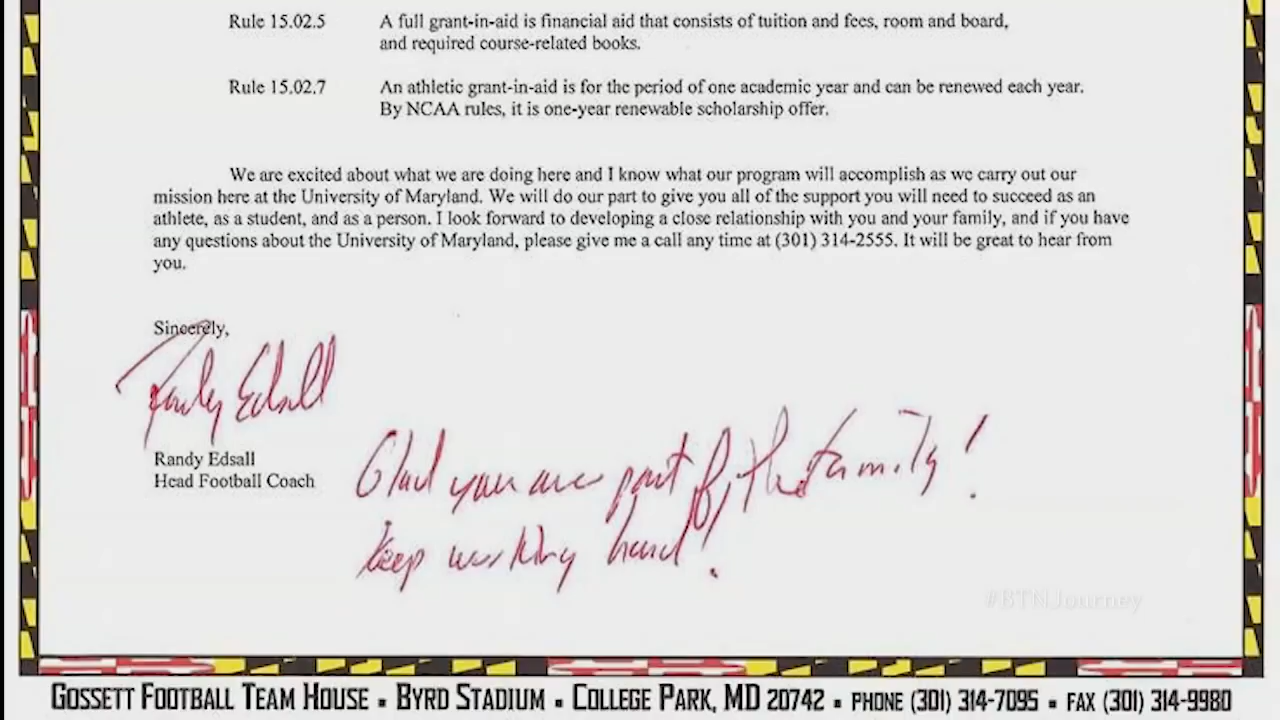 Rule 15.02.5 A full grant-in-aid is financial aid that consists of tuition and fees, room and board,
and required course-related books.
Rule 15.02.7 An athletic grant-in-aid is for the period of one academic year and can be renewed each year.
By NCAA rules, it is one-year renewable scholarship offer.
We are excited about what we are doing here and I know what our program will accomplish as we carry out our
mission here at the University of Maryland. We will do our part to give you all of the support you will need to succeed as an
athlete, as a student, and as a person. I look forward to developing a close relationship with you and your family, and if you have
any questions about the University of Maryland, please give me a call any time at (301) 314-2555. It will be great to hear from
you.
Sincerely,
Randy Edsall
Randy Edsall
Head Football Coach
Glad you are part of the family!
Keep working hard!
#BTNJourney
GOSSETT FOOTBALL TEAM HOUSE ▪ BYRD STADIUM ▪ COLLEGE PARK, MD 20742 ▪ PHONE (301) 314-7095 ▪ FAX (301) 314-9980